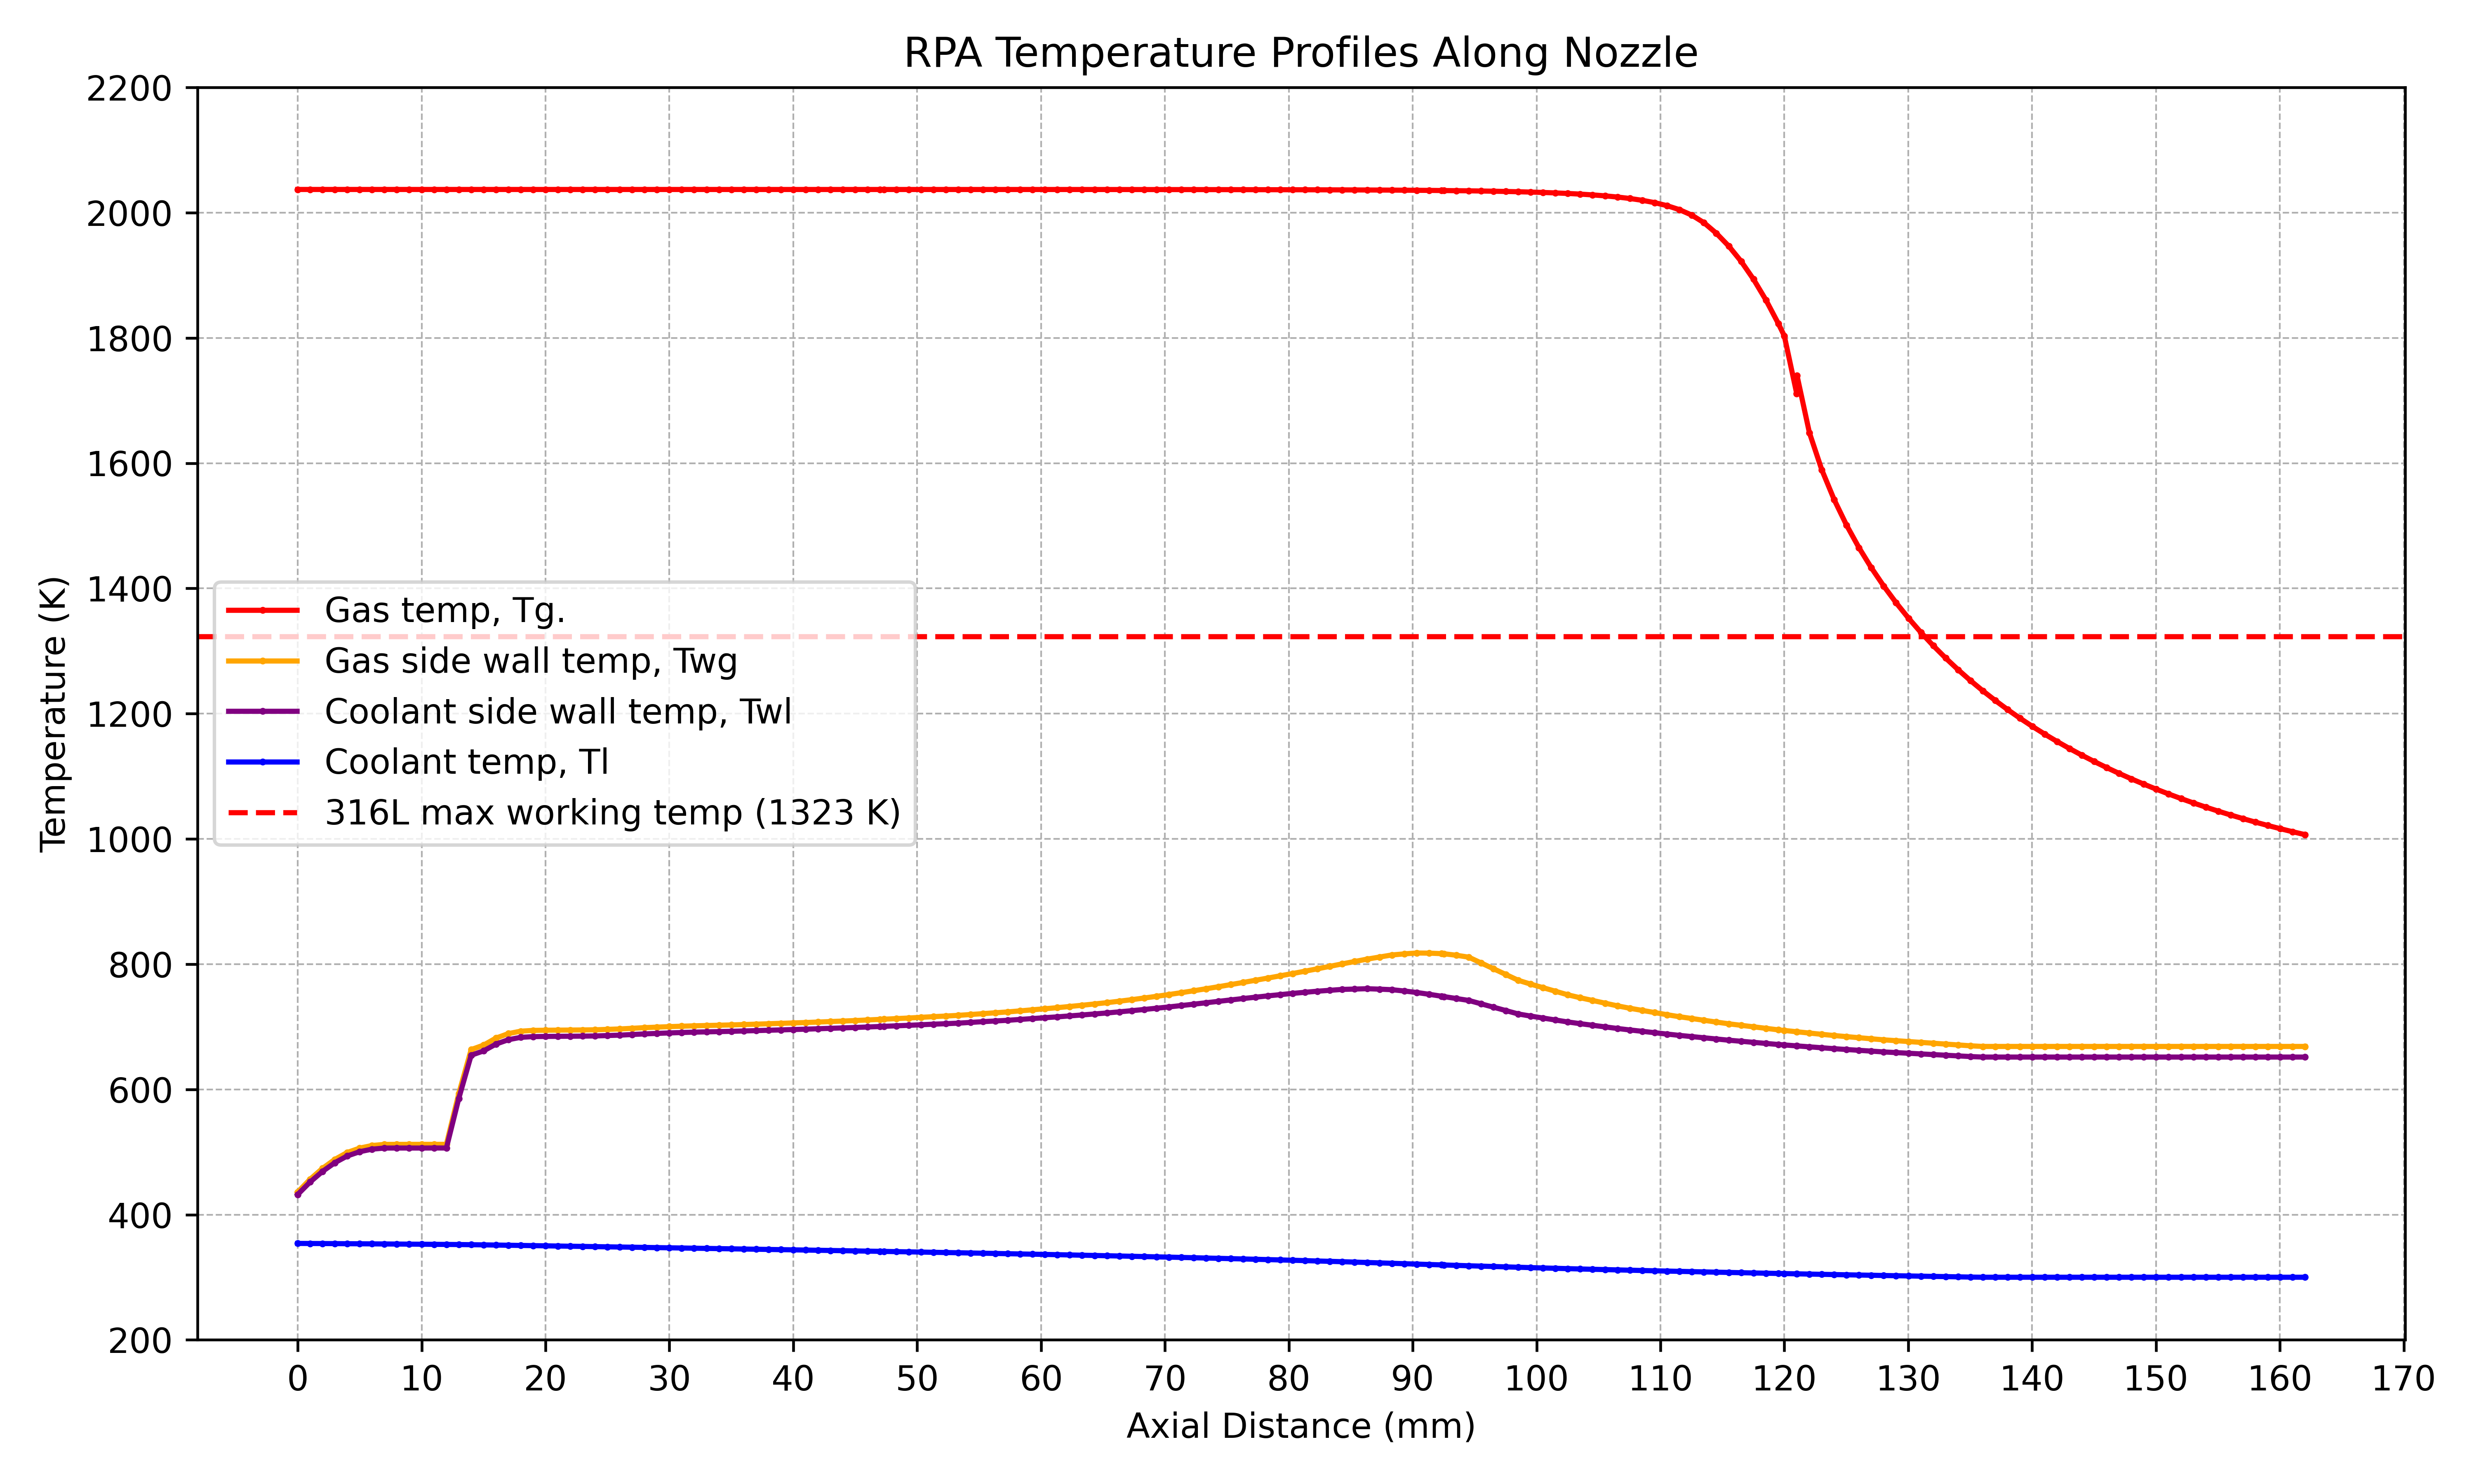 RPA Temperature Profiles Along Nozzle
2200
2000
1800
1600
1400
1200
1000
800
600
400
200
Temperature (K)
Gas temp, Tg.
Gas side wall temp, Twg
Coolant side wall temp, Twl
Coolant temp, Tl
316L max working temp (1323 K)
0 10 20 30 40 50 60 70 80 90 100 110 120 130 140 150 160 170
Axial Distance (mm)